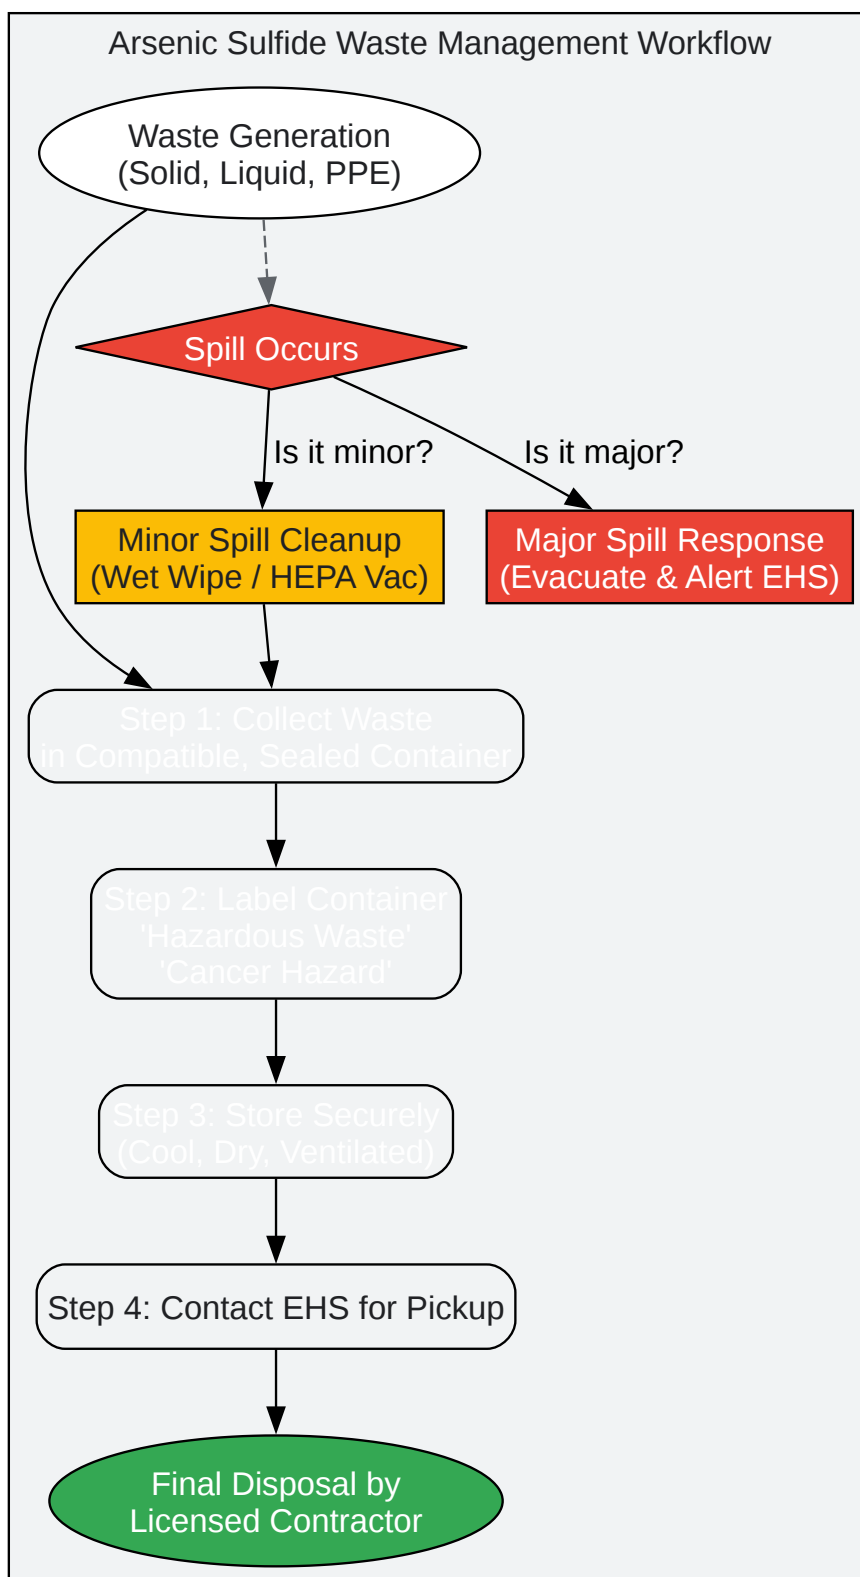 Arsenic Sulfide Waste Management Workflow
Waste Generation
(Solid, Liquid, PPE)
Spill Occurs
Is it minor?
Is it major?
Minor Spill Cleanup
(Wet Wipe / HEPA Vac)
Major Spill Response
(Evacuate & Alert EHS)
Step 1: Collect Waste
in Compatible, Sealed Container
Step 2: Label Container
'Hazardous Waste'
'Cancer Hazard'
Step 3: Store Securely
(Cool, Dry, Ventilated)
Step 4: Contact EHS for Pickup
Final Disposal by
Licensed Contractor